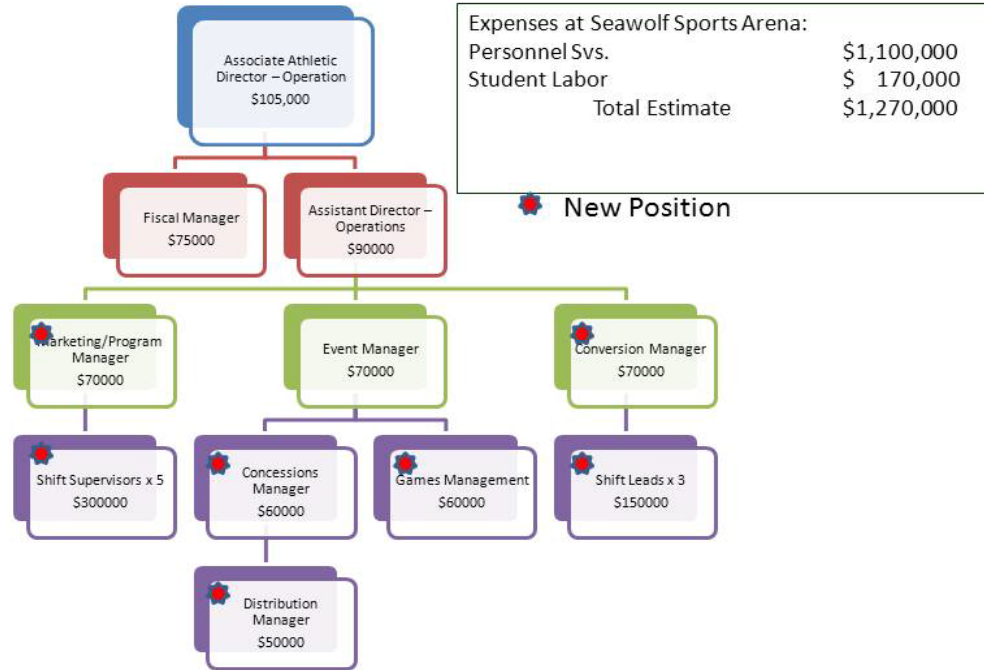 Associate Athletic
Director – Operation
$105,000
Expenses at Seawolf Sports Arena:
Personnel Svs. $1,100,000
Student Labor $ 170,000
Total Estimate $1,270,000
New Position
Fiscal Manager
$75000
Assistant Director –
Operations
$90000
Marketing/Program
Manager
$70000
Event Manager
$70000
Conversion Manager
$70000
Shift Supervisors x 5
$300000
Concessions
Manager
$60000
Games Management
$60000
Shift Leads x 3
$150000
Distribution
Manager
$50000